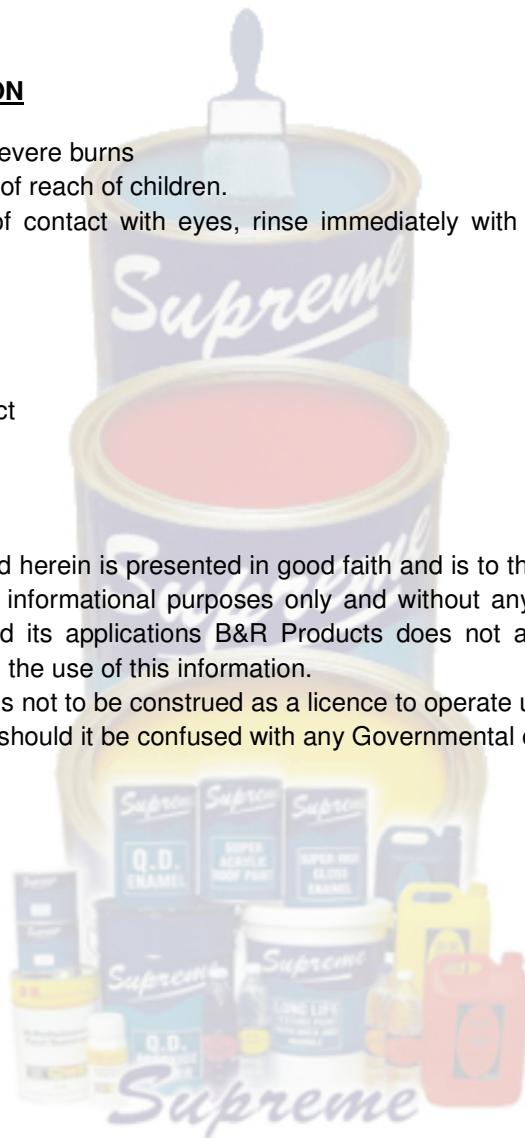 ON
evere burns
of reach of children.
of contact with eyes, rinse immediately with
Supreme
ct
Supreme
d herein is presented in good faith and is to th
informational purposes only and without any
d its applications B&R Products does not a
the use of this information.
s not to be construed as a licence to operate u
should it be confused with any Governmental
Supreme Supreme Supreme
Q.D.
ENAMEL
SUPER
ACRYLIC
ROOF PAINT
SUPER HIGH
GLOSS
ENAMEL
Supreme
Supreme
LONG LIFE
Q.D.
Supreme